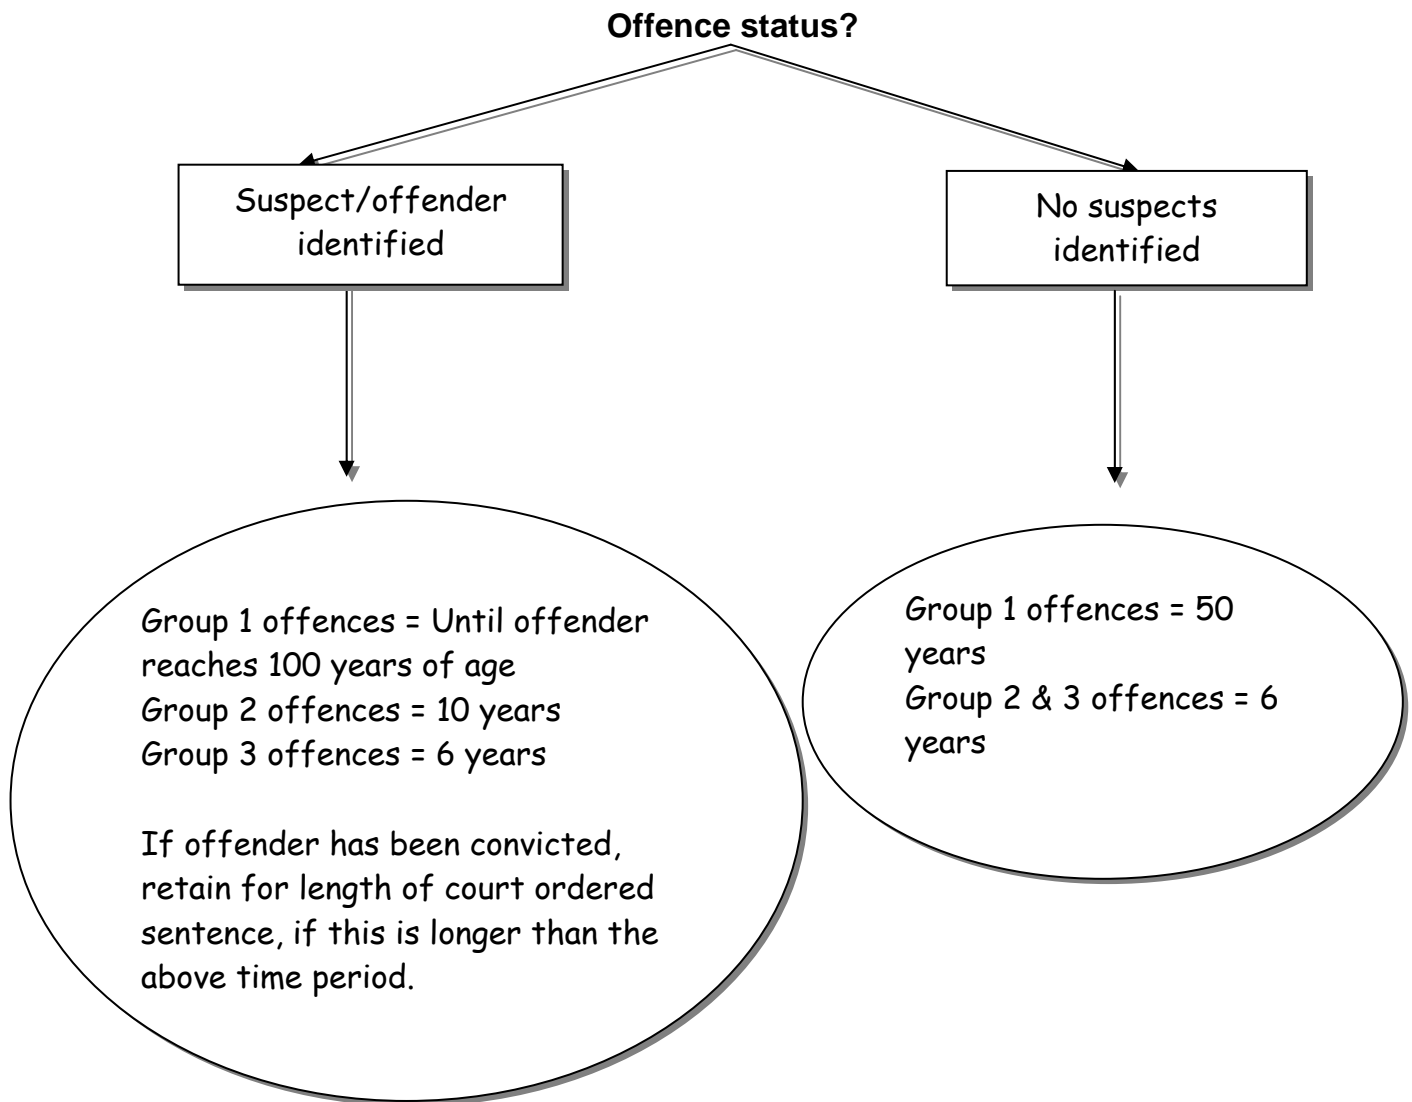 Offence status?
Suspect/offender
identified
No suspects
identified
Group 1 offences = Until offender
reaches 100 years of age
Group 2 offences = 10 years
Group 3 offences = 6 years
If offender has been convicted,
retain for length of court ordered
sentence, if this is longer than the
above time period.
Group 1 offences = 50
years
Group 2 & 3 offences = 6
years